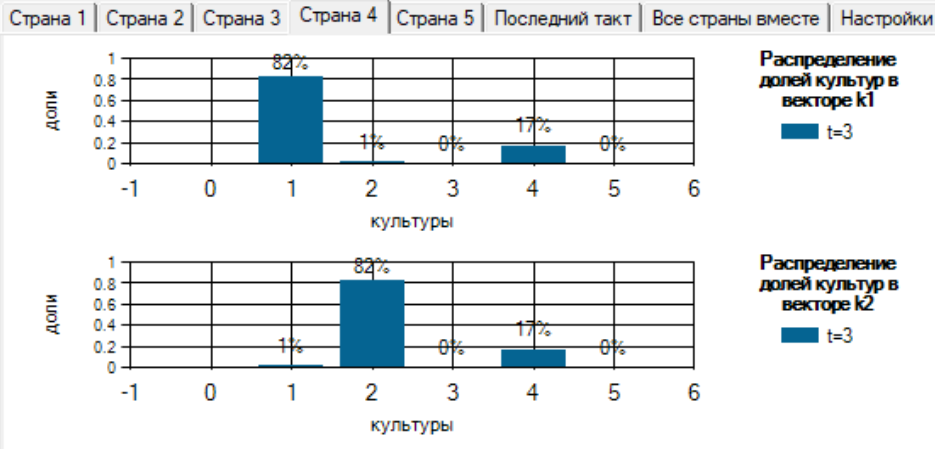 Страна 1 Страна 2 Страна 3 Страна 4 Страна 5 Последний такт Все страны вместе Настройки
Распределение
долей культур в
векторе k1
t=3
доли
1
0.8
0.6
0.4
0.2
0
82%
1%
0%
17%
0%
-1 0 1 2 3 4 5 6
культуры
Распределение
долей культур в
векторе k2
t=3
доли
1
0.8
0.6
0.4
0.2
0
1%
82%
0%
17%
0%
-1 0 1 2 3 4 5 6
культуры